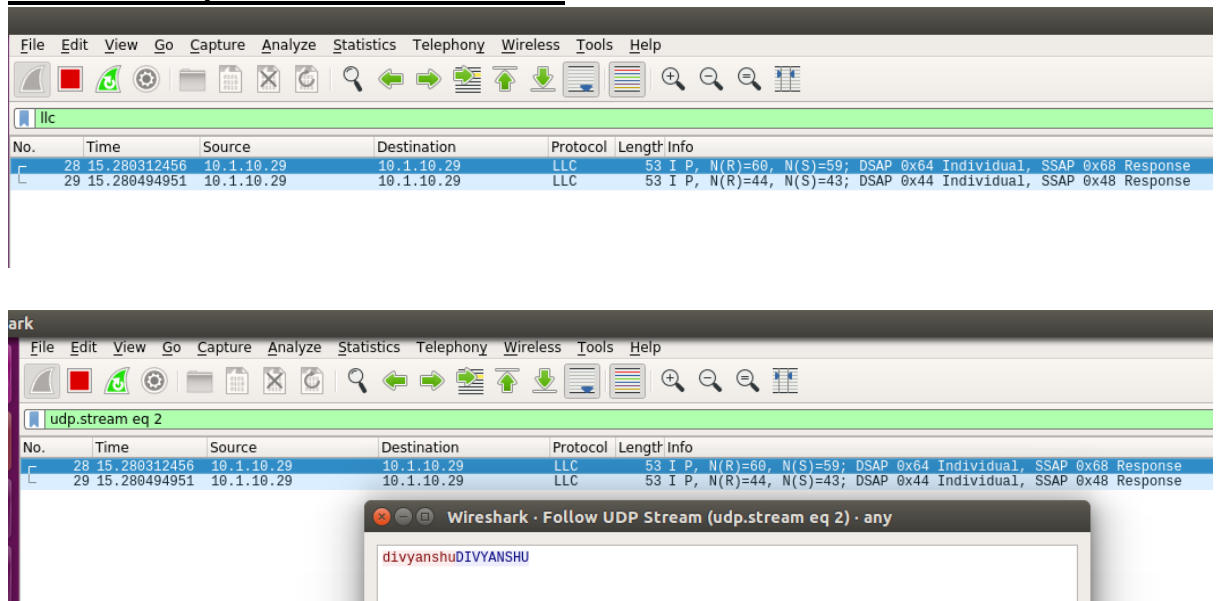 File Edit View Go Capture Analyze Statistics Telephony Wireless Tools Help
llc
No. Time Source Destination Protocol Length Info
28 15.280312456 10.1.10.29 10.1.10.29 LLC 53 I P, N(R)=60, N(S)=59; DSAP 0x64 Individual, SSAP 0x68 Response
29 15.280494951 10.1.10.29 10.1.10.29 LLC 53 I P, N(R)=44, N(S)=43; DSAP 0x44 Individual, SSAP 0x48 Response
ark
File Edit View Go Capture Analyze Statistics Telephony Wireless Tools Help
udp.stream eq 2
No. Time Source Destination Protocol Length Info
28 15.280312456 10.1.10.29 10.1.10.29 LLC 53 I P, N(R)=60, N(S)=59; DSAP 0x64 Individual, SSAP 0x68 Response
29 15.280494951 10.1.10.29 10.1.10.29 LLC 53 I P, N(R)=44, N(S)=43; DSAP 0x44 Individual, SSAP 0x48 Response
Wireshark · Follow UDP Stream (udp.stream eq 2) · any
divyanshuDIVYANSHU